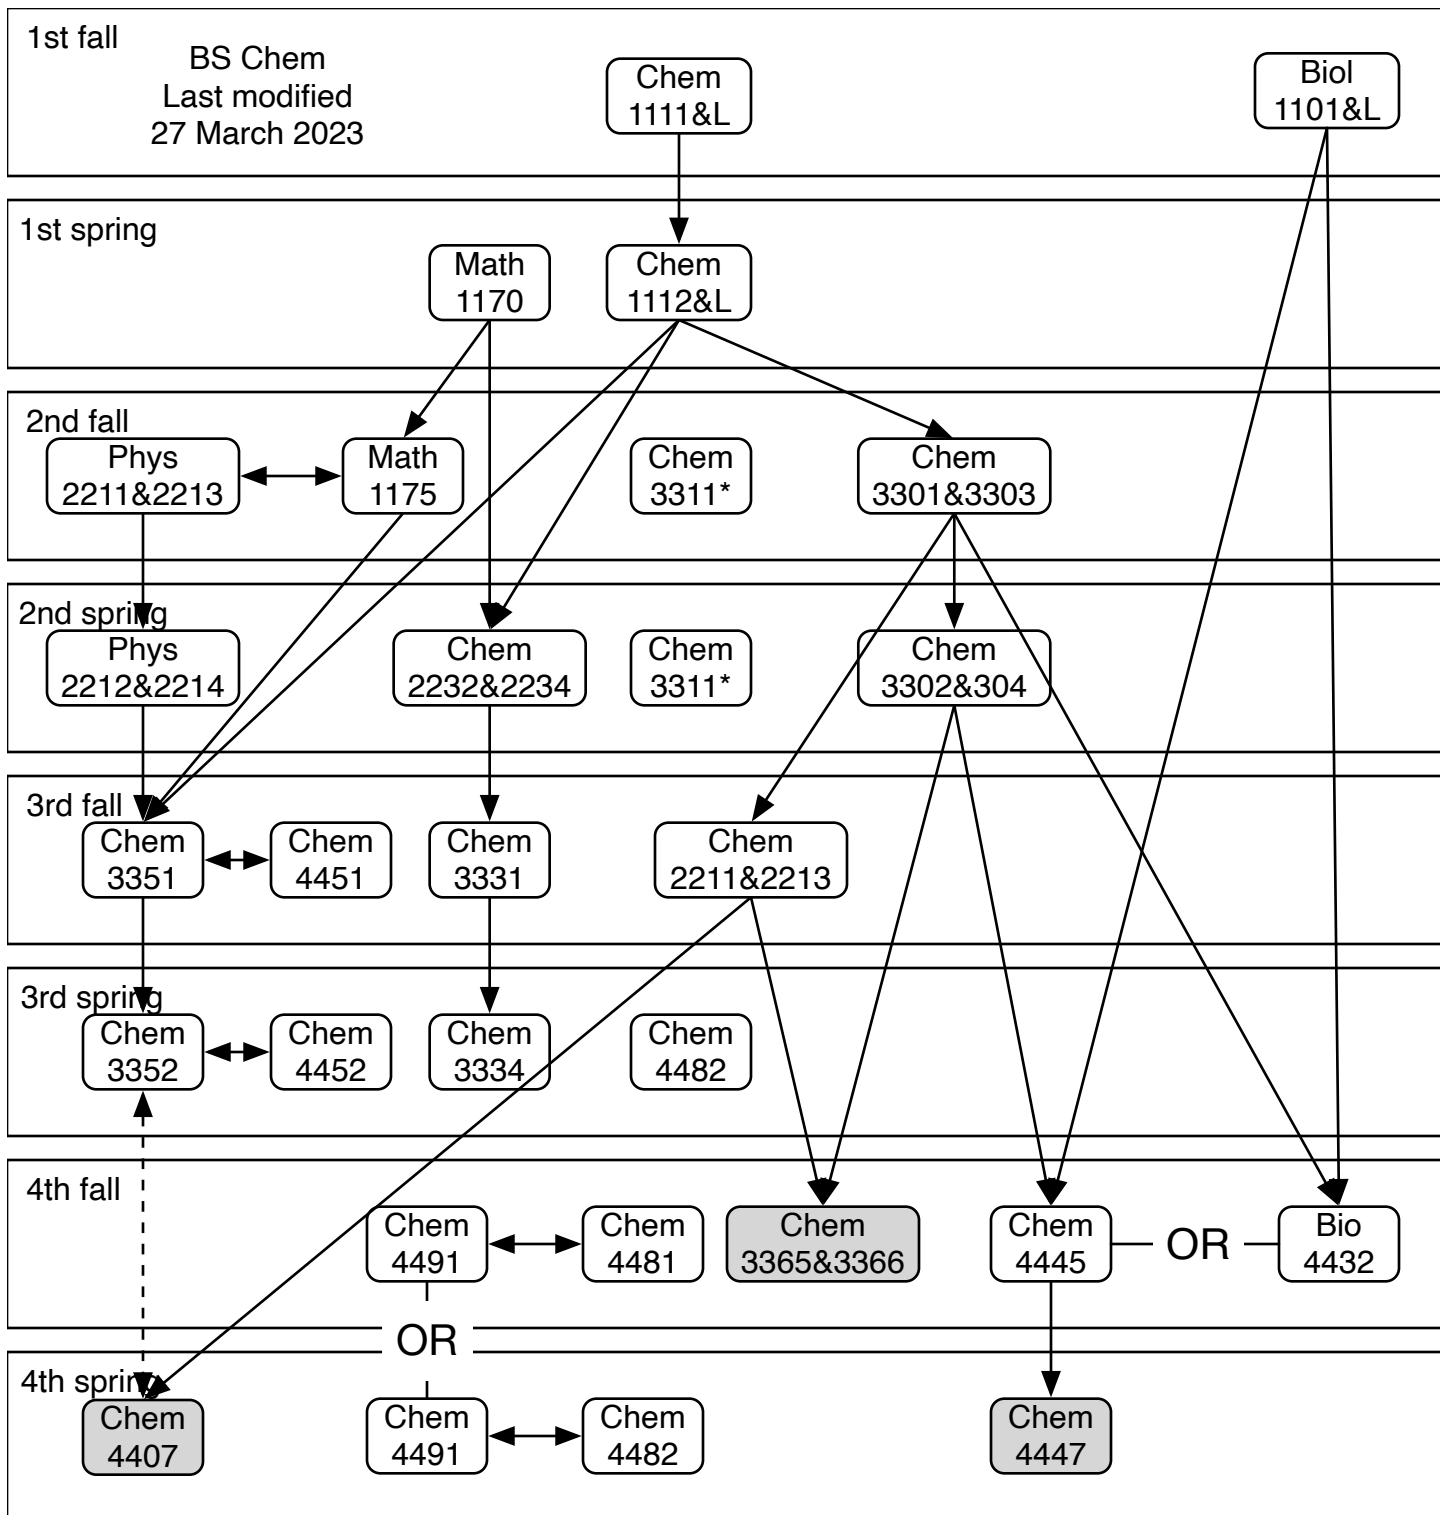 1st fall
BS Chem
Last modified
27 March 2023
Chem
1111&L
Biol
1101&L
1st spring
Math
1170
Chem
1112&L
2nd fall
Phys
2211&2213
Math
1175
Chem
3311*
Chem
3301&3303
2nd spring
Phys
2212&2214
Chem
2232&2234
Chem
3311*
Chem
3302&304
3rd fall
Chem
3351
Chem
4451
Chem
3331
Chem
2211&2213
3rd spring
Chem
3352
Chem
4452
Chem
3334
Chem
4482
4th fall
Chem
4491
Chem
4481
Chem
3365&3366
Chem
4445
OR
Bio
4432
OR
4th spring
Chem
4407
Chem
4491
Chem
4482
Chem
4447